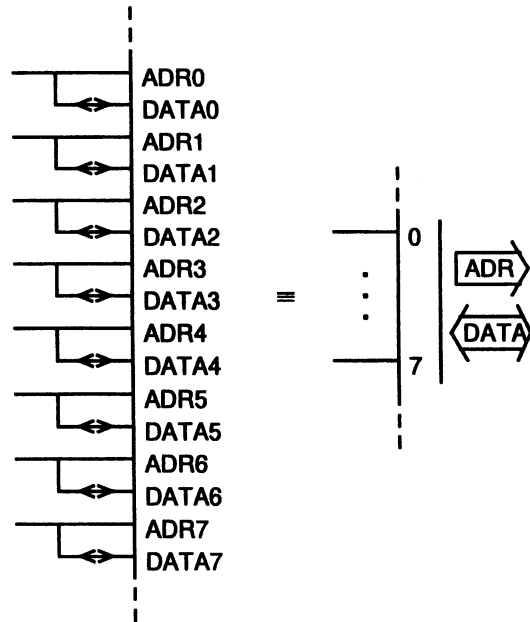 ADR0
DATA0
ADR1
DATA1
ADR2
DATA2
ADR3
DATA3
ADR4
DATA4
ADR5
DATA5
ADR6
DATA6
ADR7
DATA7
≡
0
7
ADR
DATA